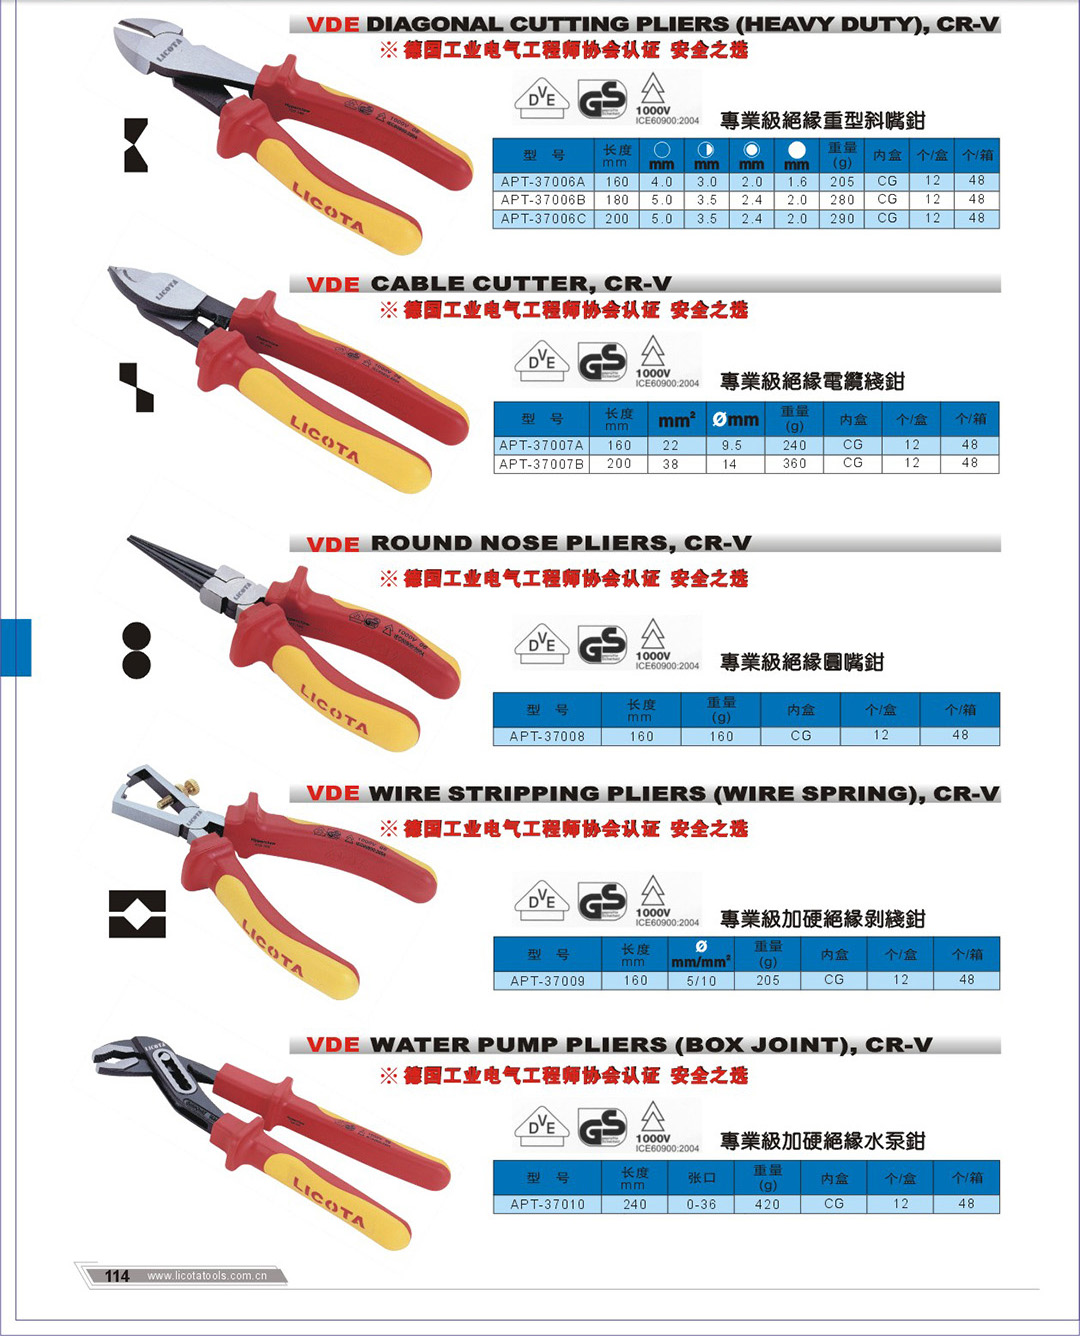 VDE DIAGONAL CUTTING PLIERS (HEAVY DUTY), CR-V
※ 德国工业电气工程师协会认证 安全之选
LICOTA
LICOTA
DVE GS 1000V
ICE60900:2004
專業級絕緣重型斜嘴鉗
型 号 长度 mm mm mm mm mm 重量 (g) 内盒 个/盒 个/箱
APT-37006A 160 4.0 3.0 2.0 1.6 205 CG 12 48
APT-37006B 180 5.0 3.5 2.4 2.0 280 CG 12 48
APT-37006C 200 5.0 3.5 2.4 2.0 290 CG 12 48
VDE CABLE CUTTER, CR-V
※ 德国工业电气工程师协会认证 安全之选
LICOTA
LICOTA
DVE GS 1000V
ICE60900:2004
專業級絕緣電纜綫鉗
型 号 长度 mm mm² Ømm 重量 (g) 内盒 个/盒 个/箱
APT-37007A 160 22 9.5 240 CG 12 48
APT-37007B 200 38 14 360 CG 12 48
VDE ROUND NOSE PLIERS, CR-V
※ 德国工业电气工程师协会认证 安全之选
LICOTA
LICOTA
DVE GS 1000V
ICE60900:2004
專業級絕緣圓嘴鉗
型 号 长度 mm 重量 (g) 内盒 个/盒 个/箱
APT-37008 160 160 CG 12 48
VDE WIRE STRIPPING PLIERS (WIRE SPRING), CR-V
※ 德国工业电气工程师协会认证 安全之选
LICOTA
LICOTA
DVE GS 1000V
ICE60900:2004
專業級加硬絕緣剝綫鉗
型 号 长度 mm Ø mm/mm² 重量 (g) 内盒 个/盒 个/箱
APT-37009 160 5/10 205 CG 12 48
VDE WATER PUMP PLIERS (BOX JOINT), CR-V
※ 德国工业电气工程师协会认证 安全之选
LICOTA
LICOTA
DVE GS 1000V
ICE60900:2004
專業級加硬絕緣水泵鉗
型 号 长度 mm 张口 重量 (g) 内盒 个/盒 个/箱
APT-37010 240 0-36 420 CG 12 48
114 www.licotatools.com.cn